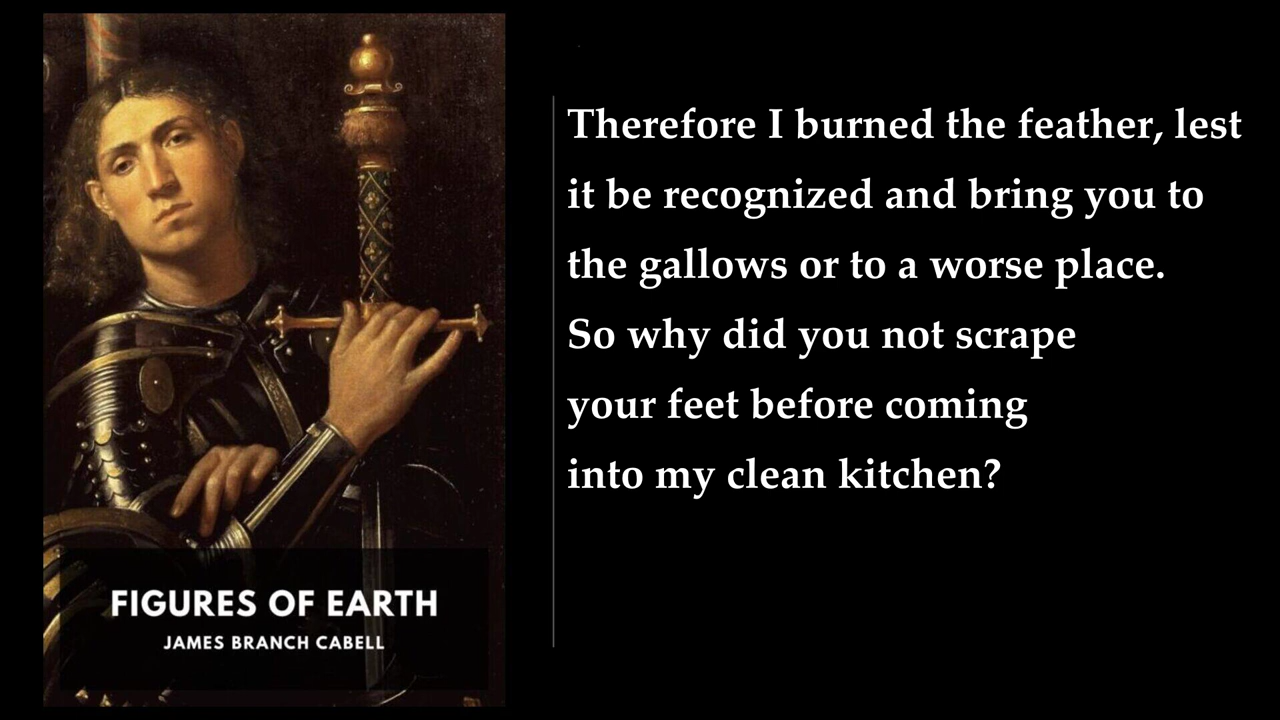 Therefore I burned the feather, lest
it be recognized and bring you to
the gallows or to a worse place.
So why did you not scrape
your feet before coming
into my clean kitchen?
FIGURES OF EARTH
JAMES BRANCH CABELL